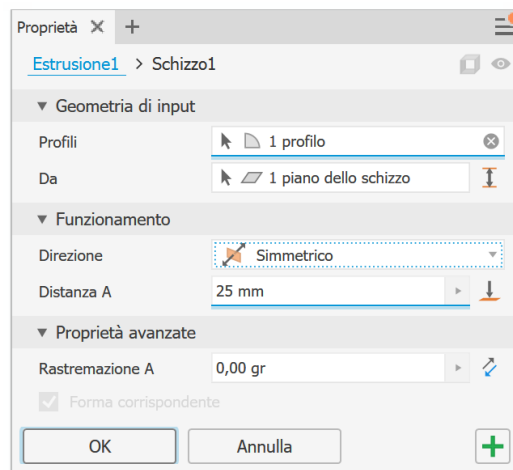 Proprietà
Estrusione1 > Schizzo1
Geometria di input
Profili 1 profilo
Da 1 piano dello schizzo
Funzionamento
Direzione Simmetrico
Distanza A 25 mm
Proprietà avanzate
Rastremazione A 0,00 gr
Forma corrispondente
OK Annulla